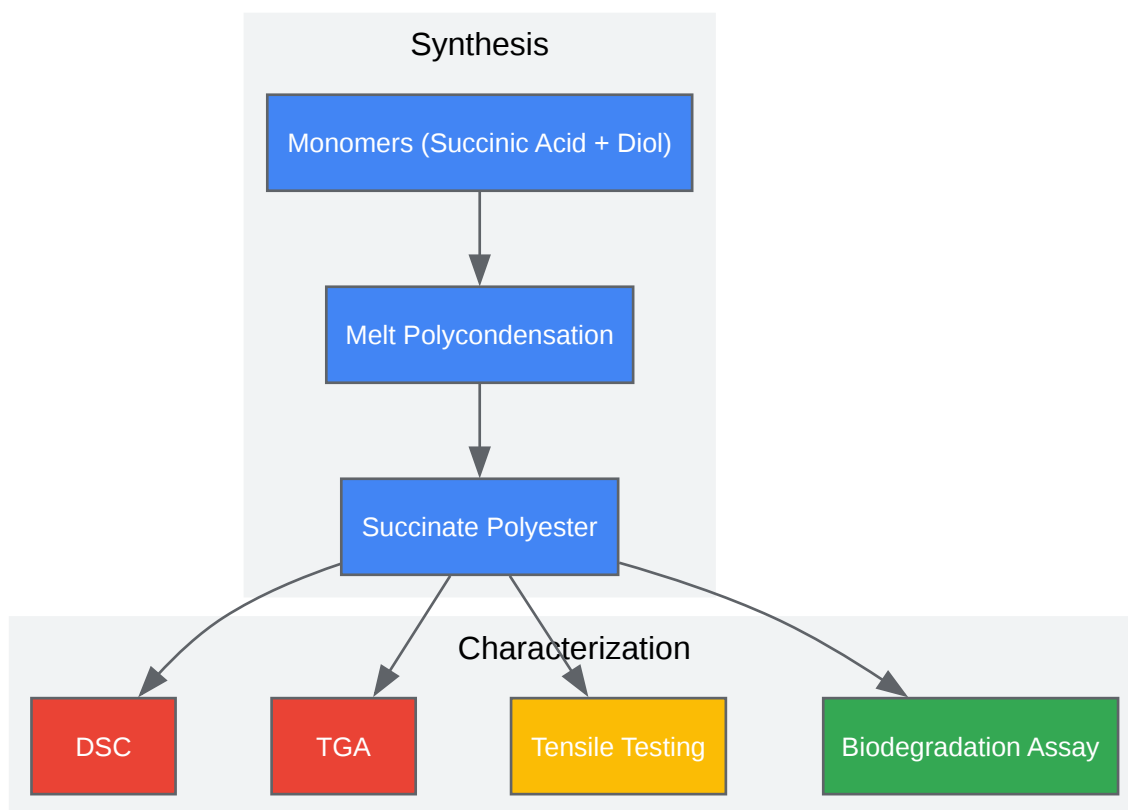 Synthesis
Monomers (Succinic Acid + Diol)
Melt Polycondensation
Succinate Polyester
Characterization
DSC
TGA
Tensile Testing
Biodegradation Assay